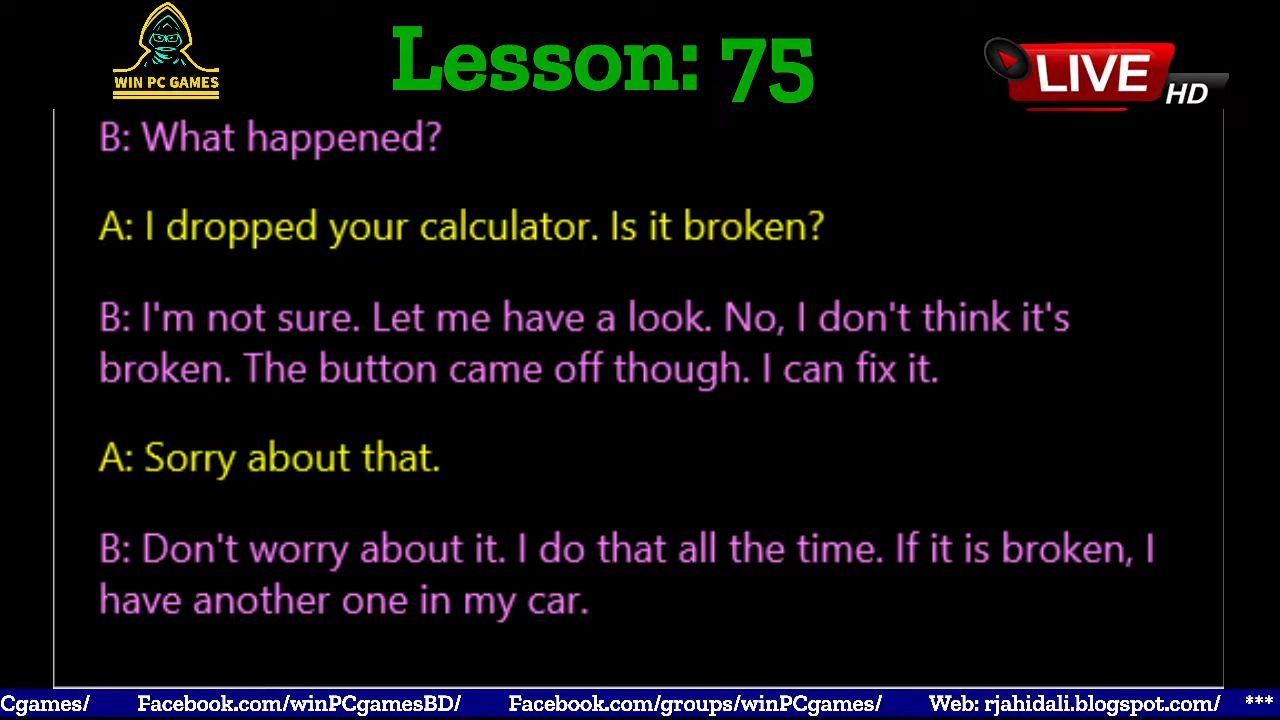 WIN PC GAMES
Lesson: 75
LIVE
HD
B: What happened?
A: I dropped your calculator. Is it broken?
B: I'm not sure. Let me have a look. No, I don't think it's
broken. The button came off though. I can fix it.
A: Sorry about that.
B: Don't worry about it. I do that all the time. If it is broken, I
have another one in my car.
Cgames/ Facebook.com/winPCgamesBD/ Facebook.com/groups/winPCgames/ Web: rjahidali.blogspot.com/ ***